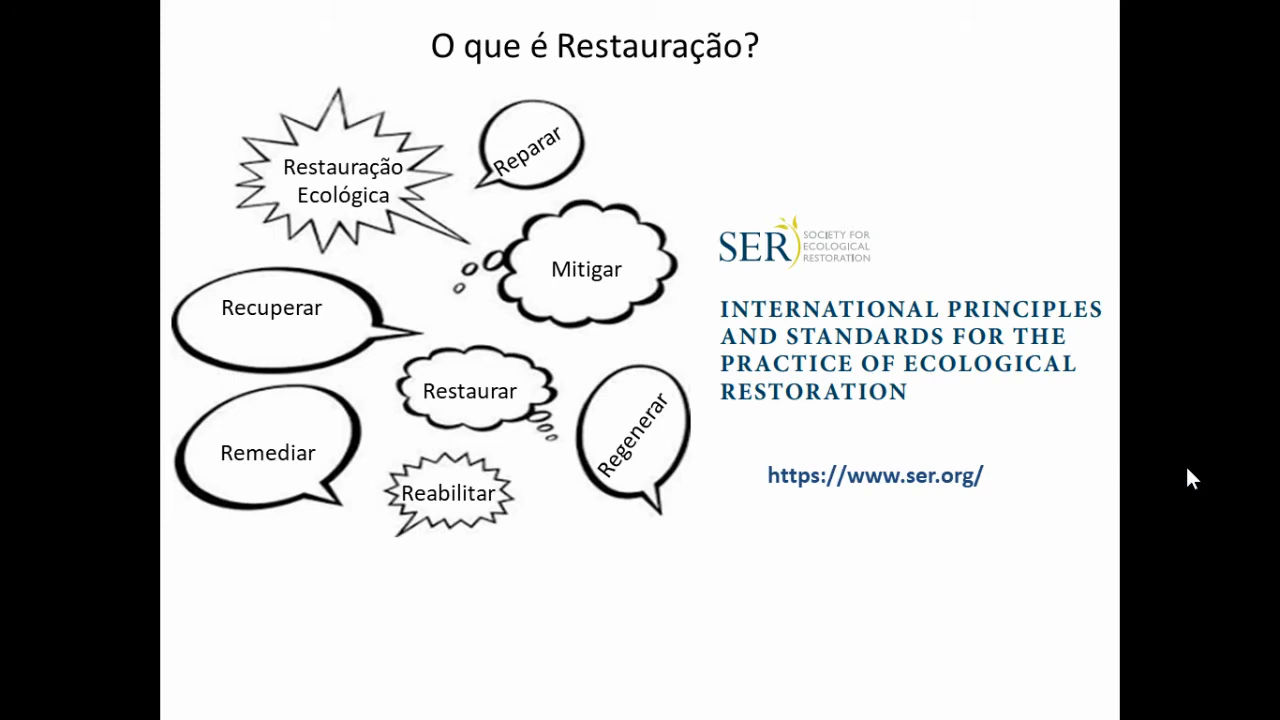 O que é Restauração?
Restauração
Ecológica
Reparar
Mitigar
Recuperar
Restaurar
Remediar
Reabilitar
Regenerar
SER
SOCIETY FOR
ECOLOGICAL
RESTORATION
INTERNATIONAL PRINCIPLES
AND STANDARDS FOR THE
PRACTICE OF ECOLOGICAL
RESTORATION
https://www.ser.org/